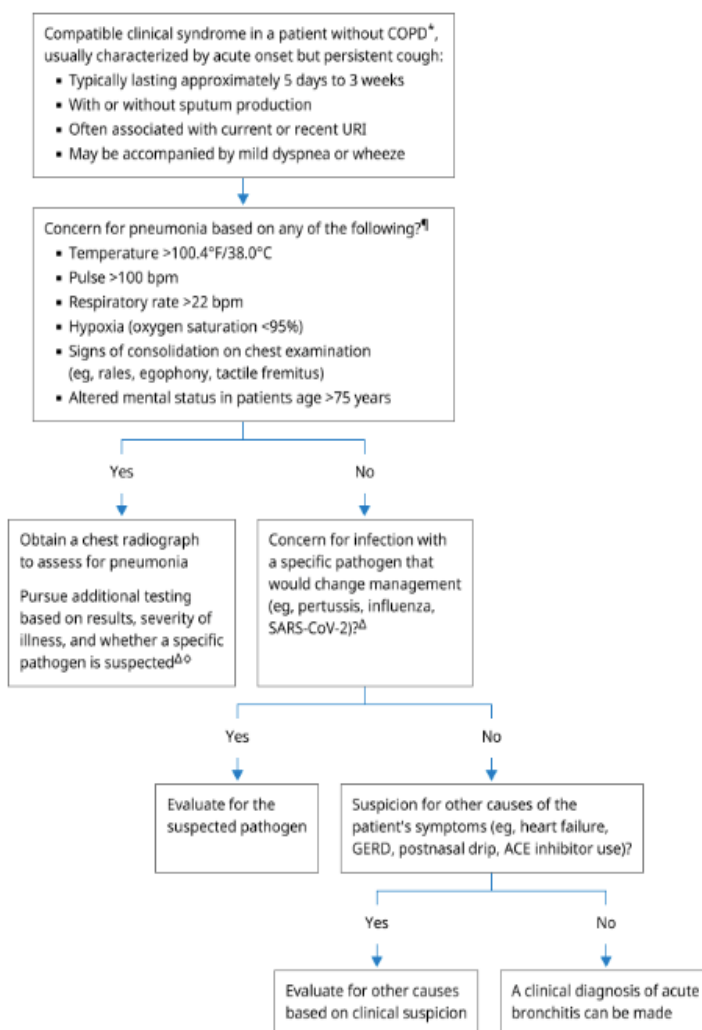 Compatible clinical syndrome in a patient without COPD*,
usually characterized by acute onset but persistent cough:
▪ Typically lasting approximately 5 days to 3 weeks
▪ With or without sputum production
▪ Often associated with current or recent URI
▪ May be accompanied by mild dyspnea or wheeze
Concern for pneumonia based on any of the following?¶
▪ Temperature >100.4°F/38.0°C
▪ Pulse >100 bpm
▪ Respiratory rate >22 bpm
▪ Hypoxia (oxygen saturation <95%)
▪ Signs of consolidation on chest examination
(eg, rales, egophony, tactile fremitus)
▪ Altered mental status in patients age >75 years
Yes
No
Obtain a chest radiograph
to assess for pneumonia
Pursue additional testing
based on results, severity of
illness, and whether a specific
pathogen is suspectedΔ◊
Concern for infection with
a specific pathogen that
would change management
(eg, pertussis, influenza,
SARS-CoV-2)?Δ
Yes
No
Evaluate for the
suspected pathogen
Suspicion for other causes of the
patient's symptoms (eg, heart failure,
GERD, postnasal drip, ACE inhibitor use)?
Yes
No
Evaluate for other causes
based on clinical suspicion
A clinical diagnosis of acute
bronchitis can be made